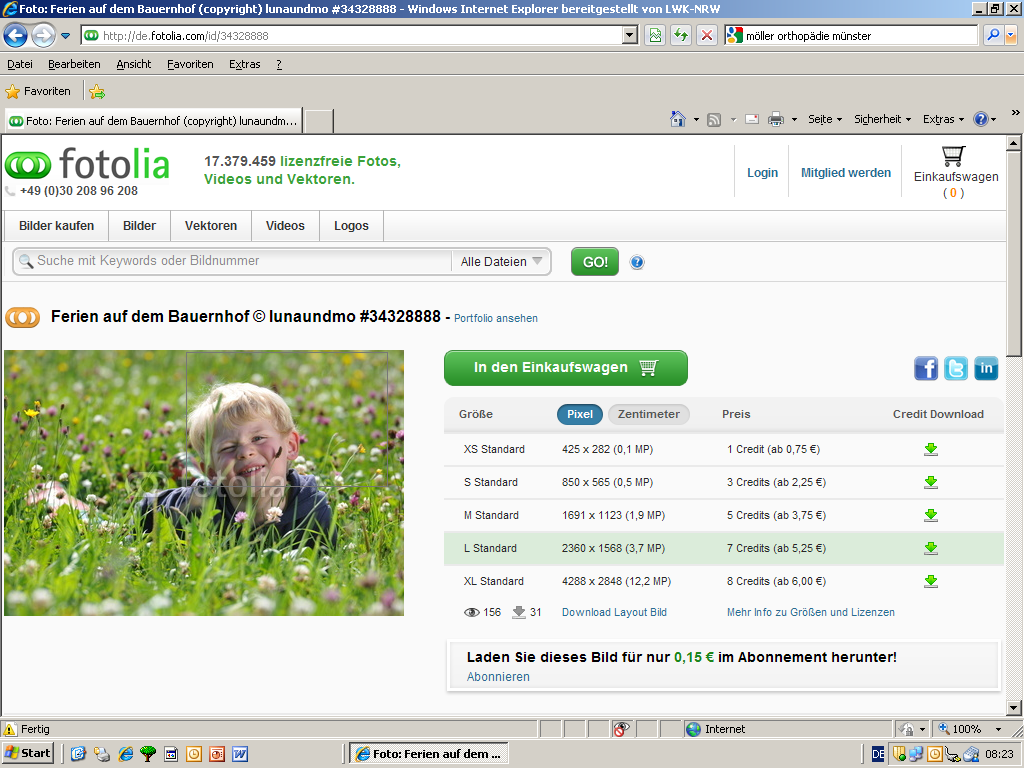 Foto: Ferien auf dem Bauernhof (copyright) lunaundmo #34328888 - Windows Internet Explorer bereitgestellt von LWK-NRW
http://de.fotolia.com/id/34328888
möller orthopädie münster
Datei Bearbeiten Ansicht Favoriten Extras ?
Favoriten
Foto: Ferien auf dem Bauernhof (copyright) lunaundm...
Seite Sicherheit Extras »
fotolia
+49 (0)30 208 96 208
17.379.459 lizenzfreie Fotos,
Videos und Vektoren.
Login
Mitglied werden
Einkaufswagen
( 0 )
Bilder kaufen Bilder Vektoren Videos Logos
Suche mit Keywords oder Bildnummer
Alle Dateien
GO!
?
Ferien auf dem Bauernhof © lunaundmo #34328888 - Portfolio ansehen
fotolia
In den Einkaufswagen
f t in
Größe Pixel Zentimeter Preis Credit Download
XS Standard 425 x 282 (0,1 MP) 1 Credit (ab 0,75 €)
S Standard 850 x 565 (0,5 MP) 3 Credits (ab 2,25 €)
M Standard 1691 x 1123 (1,9 MP) 5 Credits (ab 3,75 €)
L Standard 2360 x 1568 (3,7 MP) 7 Credits (ab 5,25 €)
XL Standard 4288 x 2848 (12,2 MP) 8 Credits (ab 6,00 €)
156 31 Download Layout Bild Mehr Info zu Größen und Lizenzen
Laden Sie dieses Bild für nur 0,15 € im Abonnement herunter!
Abonnieren
Fertig
Internet
100%
Start
Foto: Ferien auf dem ...
DE
08:23